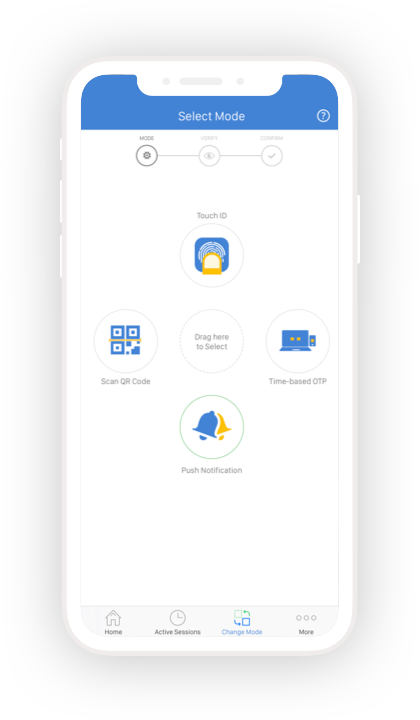 Select Mode
?
MODE
VERIFY
CONFIRM
Touch ID
Drag here
to Select
Scan QR Code
Time-based OTP
Push Notification
Home
Active Sessions
Change Mode
More